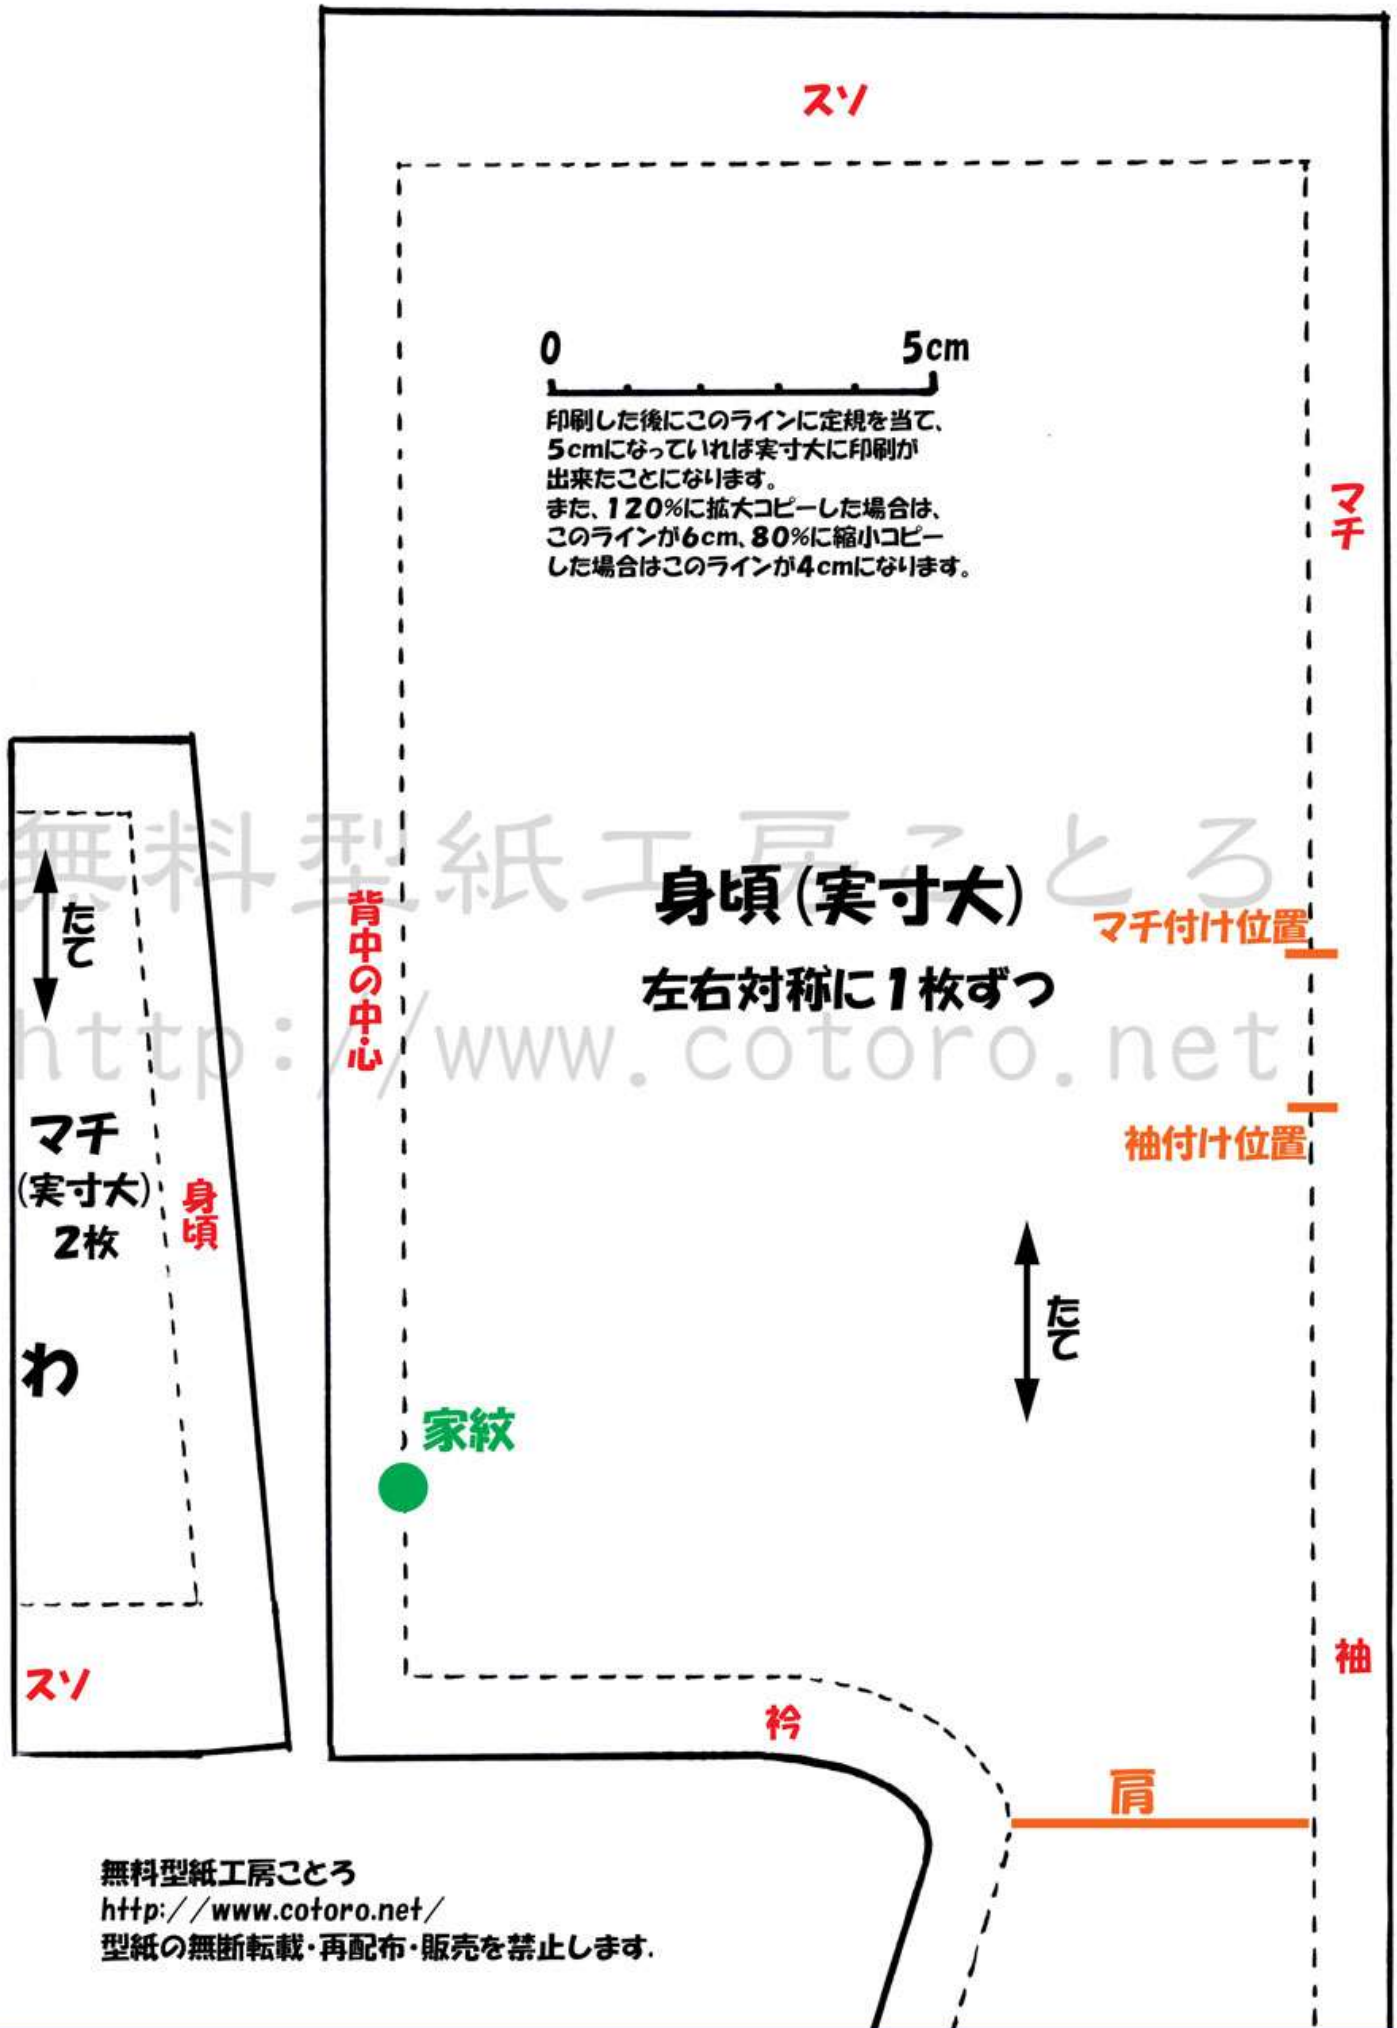 スソ
0 5cm
印刷した後にこのラインに定規を当て、
5cmになっていれば実寸大に印刷が
出来たことになります。
また、120%に拡大コピーした場合は、
このラインが6cm、80%に縮小コピー
した場合はこのラインが4cmになります。
マチ
無料型紙工房ことろ
http://www.cotoro.net
身頃(実寸大)
左右対称に1枚ずつ
背中の中心
マチ付け位置
袖付け位置
たて
家紋
袖
衿
肩
たて
マチ
(実寸大)
2枚
身頃
わ
スソ
無料型紙工房ことろ
http://www.cotoro.net/
型紙の無断転載・再配布・販売を禁止します.